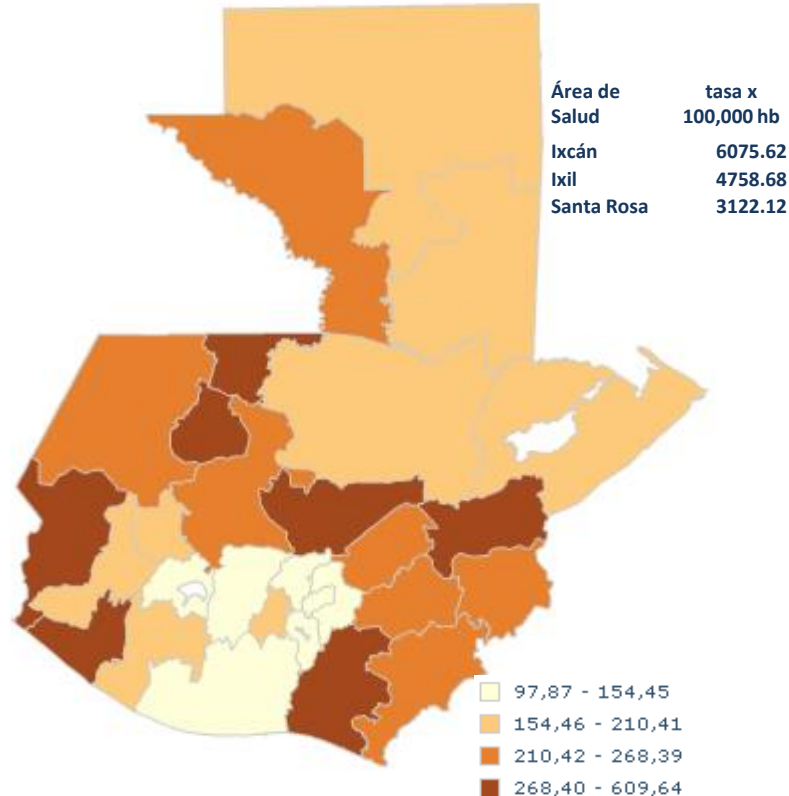 Área de tasa x
Salud 100,000 hb
Ixcán 6075.62
Ixil 4758.68
Santa Rosa 3122.12
97,87 - 154,45
154,46 - 210,41
210,42 - 268,39
268,40 - 609,64